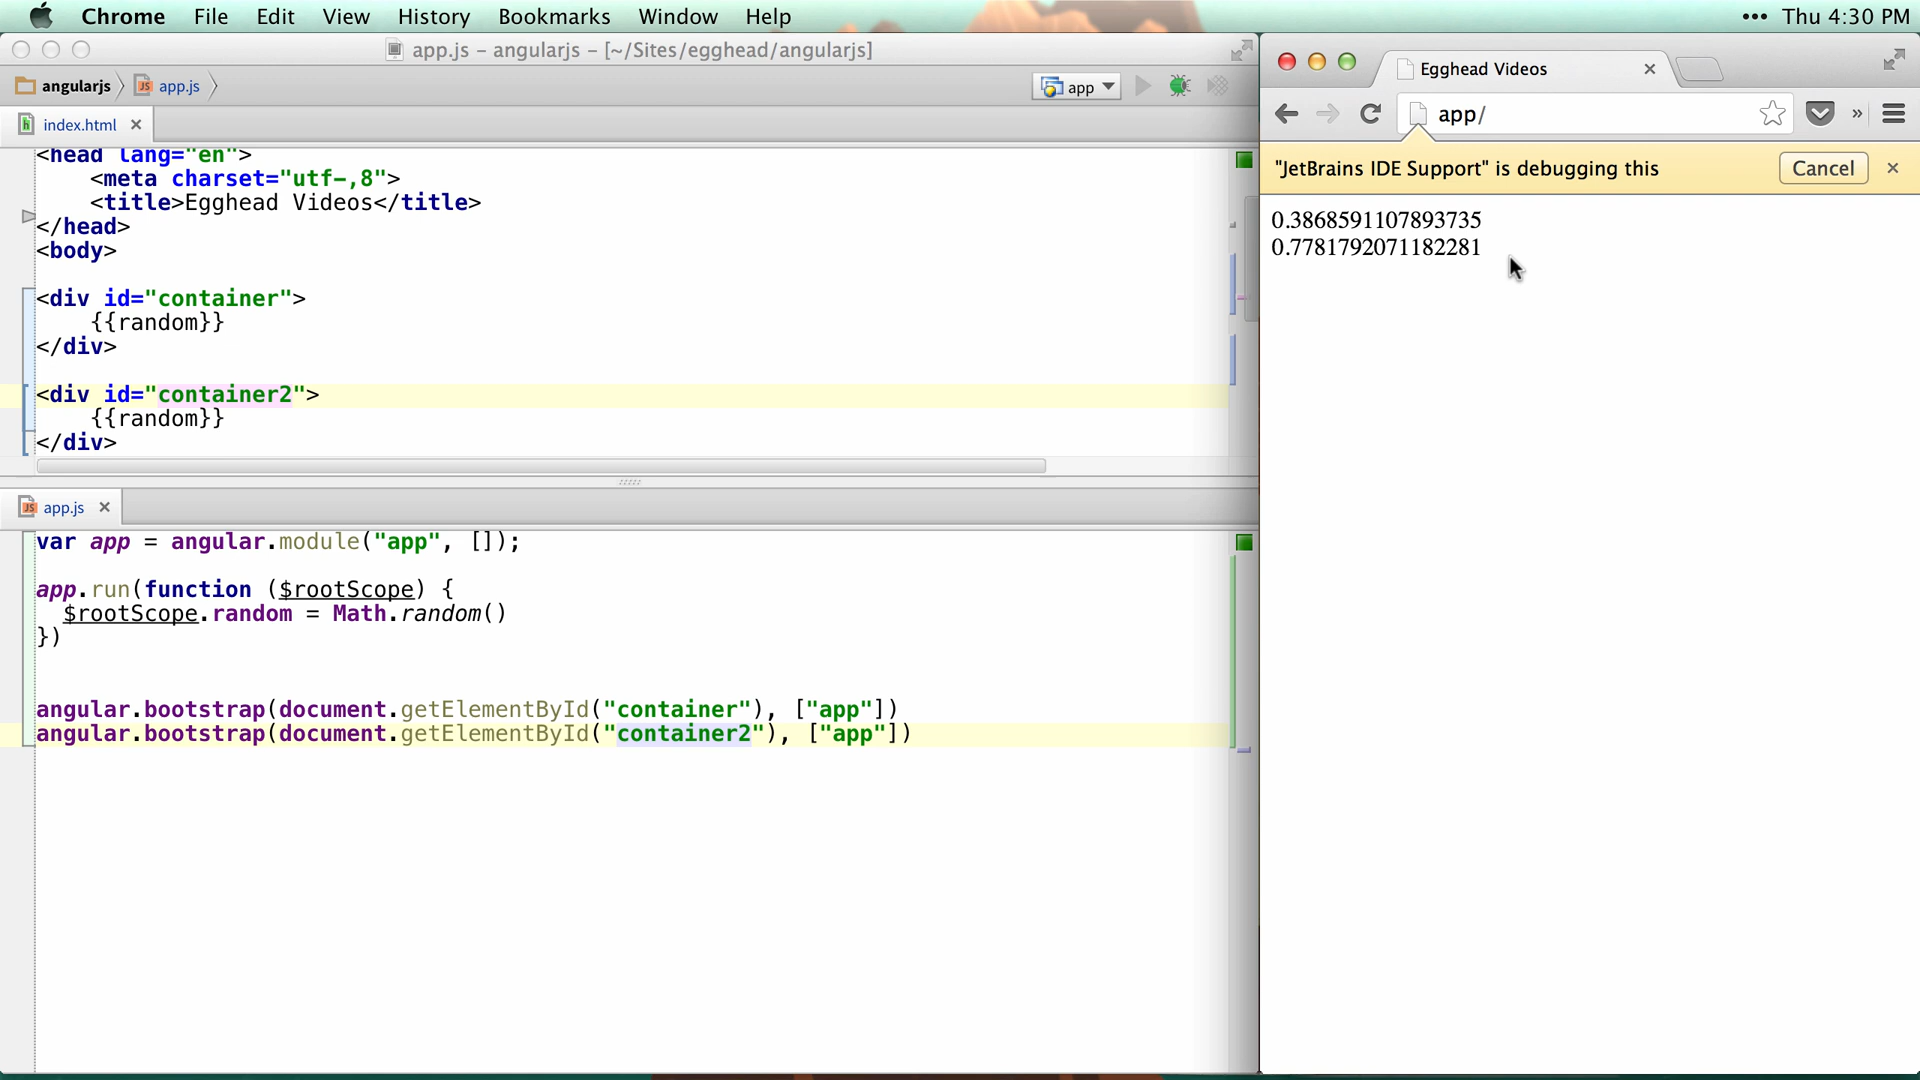 Chrome File Edit View History Bookmarks Window Help ••• Thu 4:30 PM
app.js – angularjs – [~/Sites/egghead/angularjs]
angularjs app.js app
index.html
<head lang="en">
<meta charset="utf-,8">
<title>Egghead Videos</title>
</head>
<body>
<div id="container">
{{random}}
</div>
<div id="container2">
{{random}}
</div>
JS app.js
var app = angular.module("app", []);
app.run(function ($rootScope) {
$rootScope.random = Math.random()
})
angular.bootstrap(document.getElementById("container"), ["app"])
angular.bootstrap(document.getElementById("container2"), ["app"])
Egghead Videos
app/
"JetBrains IDE Support" is debugging this Cancel
0.3868591107893735
0.7781792071182281